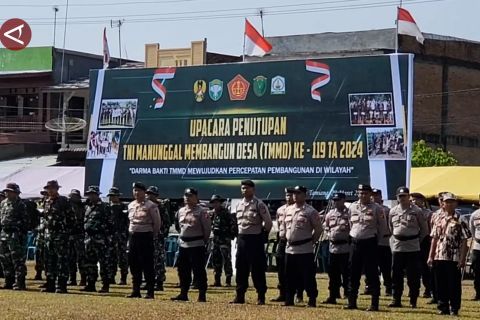 UPACARA PENUTUPAN
TNI MANUNGGAL MEMBANGUN DESA (TMMD) KE - 119 TA 2024
"DARMA BAKTI TMMD MEWUJUDKAN PERCEPATAN PEMBANGUNAN DI WILAYAH"